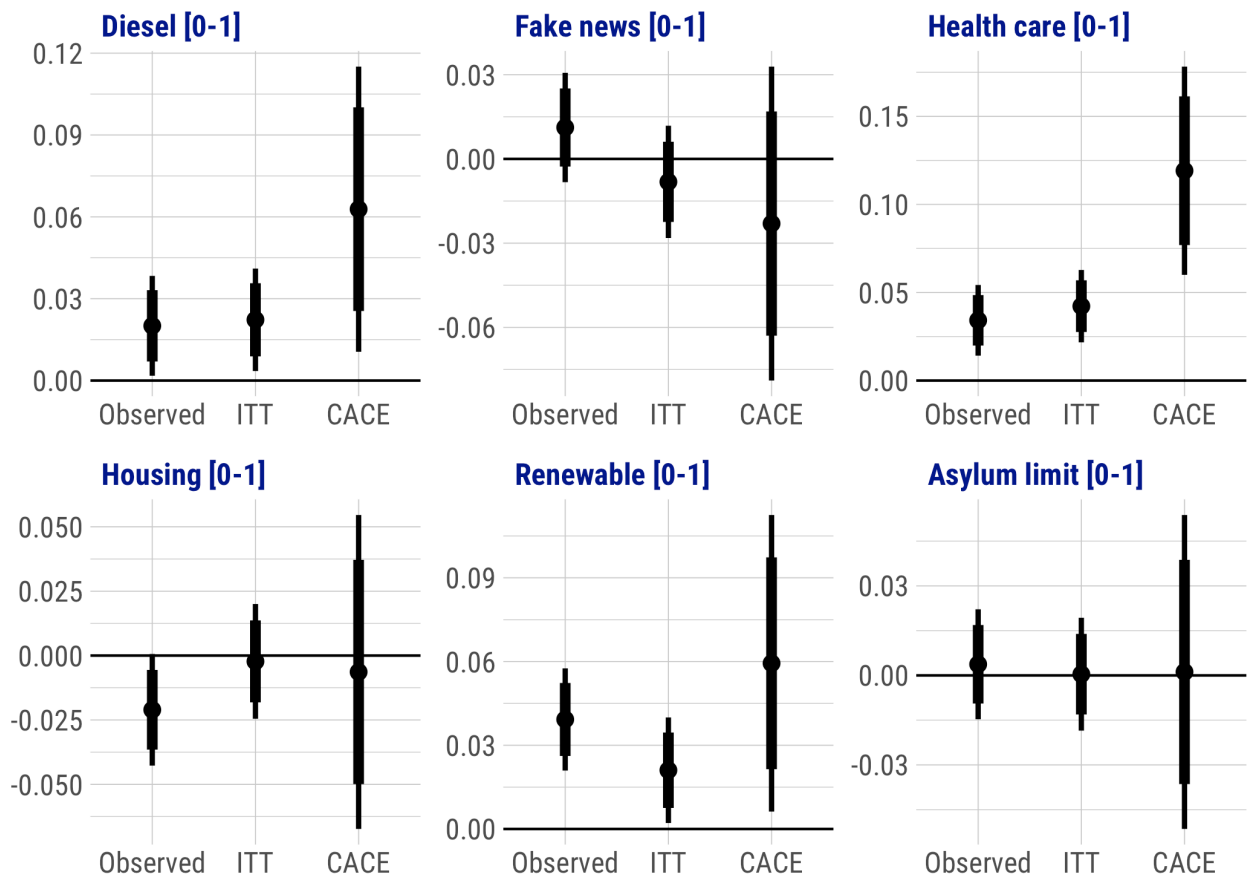 Diesel [0-1]
0.12
0.09
0.06
0.03
0.00
Observed ITT CACE
Fake news [0-1]
0.03
0.00
-0.03
-0.06
Observed ITT CACE
Health care [0-1]
0.15
0.10
0.05
0.00
Observed ITT CACE
Housing [0-1]
0.050
0.025
0.000
-0.025
-0.050
Observed ITT CACE
Renewable [0-1]
0.09
0.06
0.03
0.00
Observed ITT CACE
Asylum limit [0-1]
0.03
0.00
-0.03
Observed ITT CACE